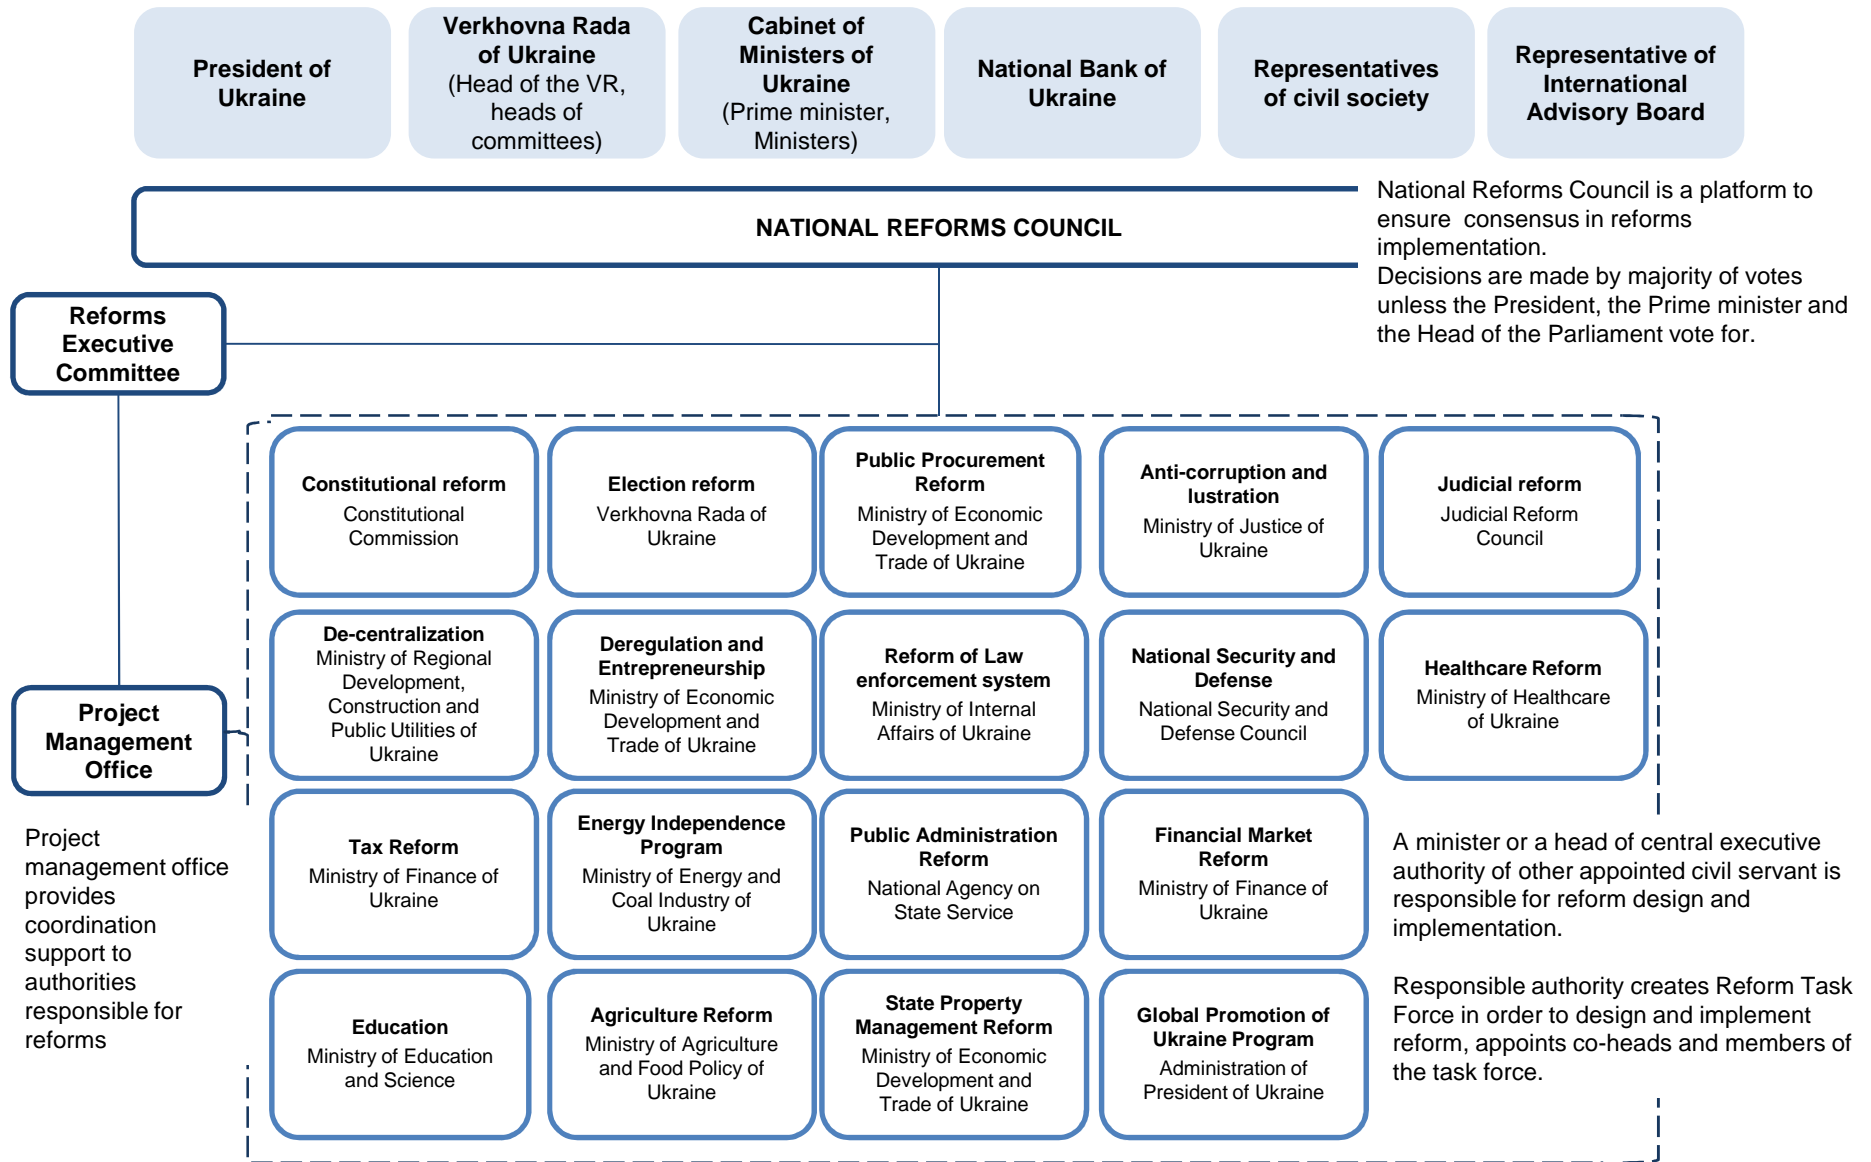 President of
Ukraine
Verkhovna Rada
of Ukraine
(Head of the VR,
heads of
committees)
Cabinet of
Ministers of
Ukraine
(Prime minister,
Ministers)
National Bank of
Ukraine
Representatives
of civil society
Representative of
International
Advisory Board
NATIONAL REFORMS COUNCIL
National Reforms Council is a platform to
ensure  consensus in reforms
implementation.
Decisions are made by majority of votes
unless the President, the Prime minister and
the Head of the Parliament vote for.
Reforms
Executive
Committee
Constitutional reform
Constitutional
Commission
Election reform
Verkhovna Rada of
Ukraine
Public Procurement
Reform
Ministry of Economic
Development and
Trade of Ukraine
Anti-corruption and
lustration
Ministry of Justice of
Ukraine
Judicial reform
Judicial Reform
Council
De-centralization
Ministry of Regional
Development,
Construction and
Public Utilities of
Ukraine
Deregulation and
Entrepreneurship
Ministry of Economic
Development and
Trade of Ukraine
Reform of Law
enforcement system
Ministry of Internal
Affairs of Ukraine
National Security and
Defense
National Security and
Defense Council
Healthcare Reform
Ministry of Healthcare
of Ukraine
Project
Management
Office
Project
management office
provides
coordination
support to
authorities
responsible for
reforms
Tax Reform
Ministry of Finance of
Ukraine
Energy Independence
Program
Ministry of Energy and
Coal Industry of
Ukraine
Public Administration
Reform
National Agency on
State Service
Financial Market
Reform
Ministry of Finance of
Ukraine
A minister or a head of central executive
authority of other appointed civil servant is
responsible for reform design and
implementation.
Education
Ministry of Education
and Science
Agriculture Reform
Ministry of Agriculture
and Food Policy of
Ukraine
State Property
Management Reform
Ministry of Economic
Development and
Trade of Ukraine
Global Promotion of
Ukraine Program
Administration of
President of Ukraine
Responsible authority creates Reform Task
Force in order to design and implement
reform, appoints co-heads and members of
the task force.